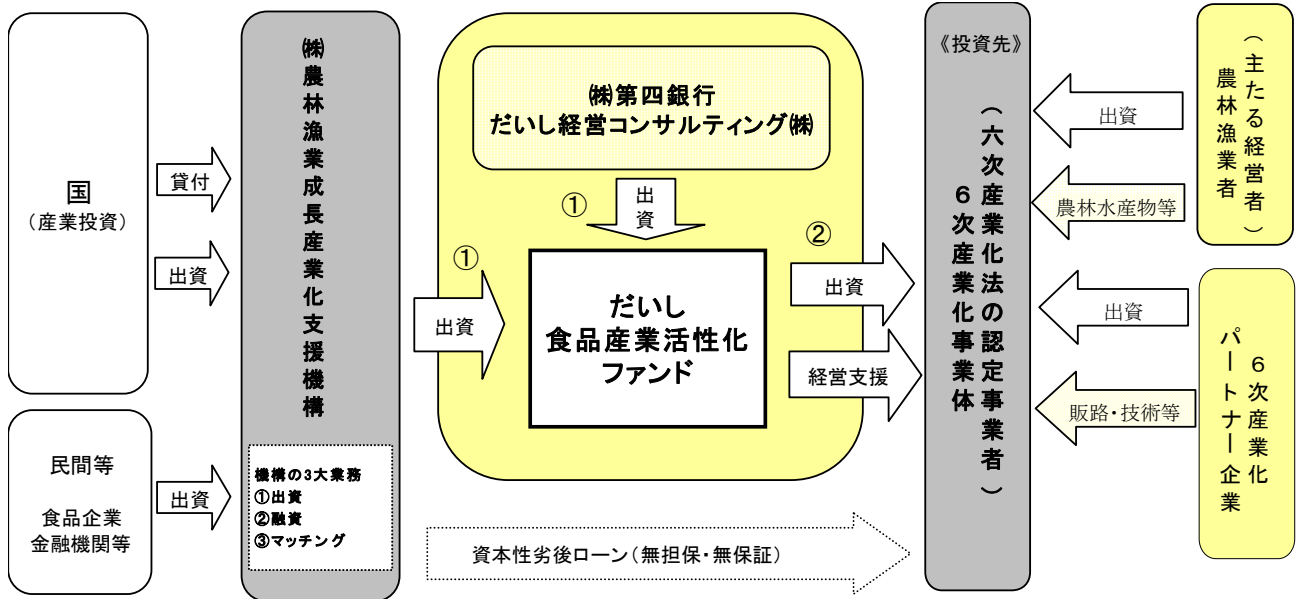 国
(産業投資)
民間等
食品企業
金融機関等
貸付
出資
出資
㈱農林漁業成長産業化支援機構
機構の3大業務
①出資
②融資
③マッチング
㈱第四銀行
だいし経営コンサルティング㈱
①
出資
①
出資
だいし
食品産業活性化
ファンド
②
出資
経営支援
資本性劣後ローン(無担保・無保証)
《投資先》
(六次産業化法の認定事業者)
6次産業化事業体
出資
農林水産物等
出資
販路・技術等
(主たる経営者)
農林漁業者
6次産業化
パートナー企業